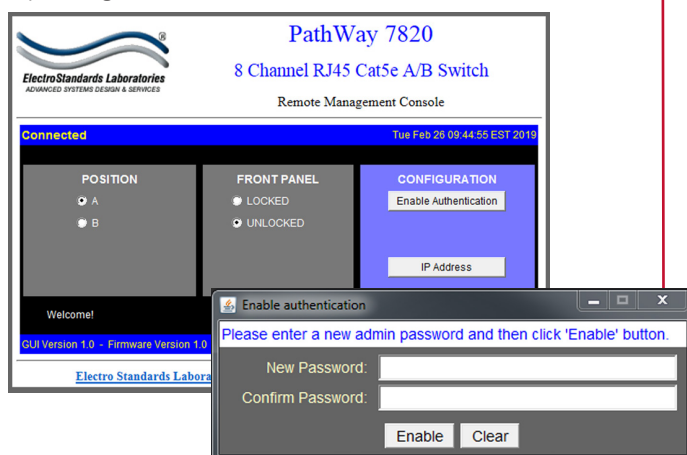 PathWay 7820
®
8 Channel RJ45 Cat5e A/B Switch
ElectroStandards Laboratories
ADVANCED SYSTEMS DESIGN & SERVICES
Remote Management Console
Connected
Tue Feb 26 09:44:55 EST 2019
POSITION
A
B
FRONT PANEL
LOCKED
UNLOCKED
CONFIGURATION
Enable Authentication
IP Address
Welcome!
GUI Version 1.0 - Firmware Version 1.0
Electro Standards
Enable authentication
Please enter a new admin password and then click 'Enable' button.
New Password:
Confirm Password:
Enable Clear